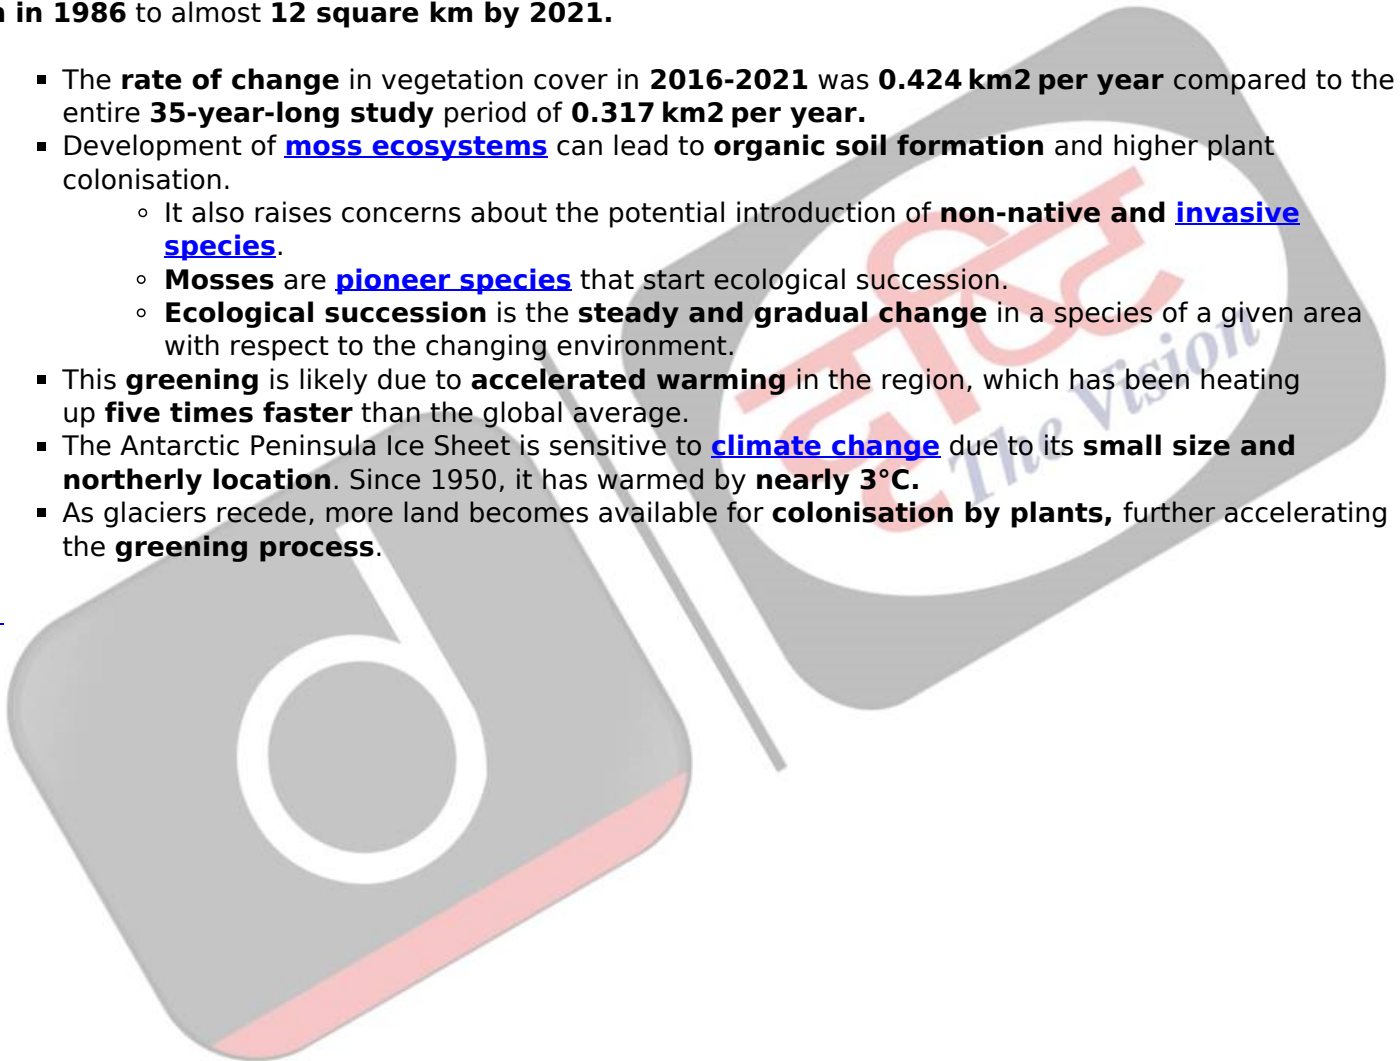 in 1986 to almost 12 square km by 2021.
▪ The rate of change in vegetation cover in 2016-2021 was 0.424 km2 per year compared to the
entire 35-year-long study period of 0.317 km2 per year.
▪ Development of moss ecosystems can lead to organic soil formation and higher plant
colonisation.
◦ It also raises concerns about the potential introduction of non-native and invasive
species.
◦ Mosses are pioneer species that start ecological succession.
◦ Ecological succession is the steady and gradual change in a species of a given area
with respect to the changing environment.
▪ This greening is likely due to accelerated warming in the region, which has been heating
up five times faster than the global average.
▪ The Antarctic Peninsula Ice Sheet is sensitive to climate change due to its small size and
northerly location. Since 1950, it has warmed by nearly 3°C.
▪ As glaciers recede, more land becomes available for colonisation by plants, further accelerating
the greening process.
दृष्टि
The Vision
d